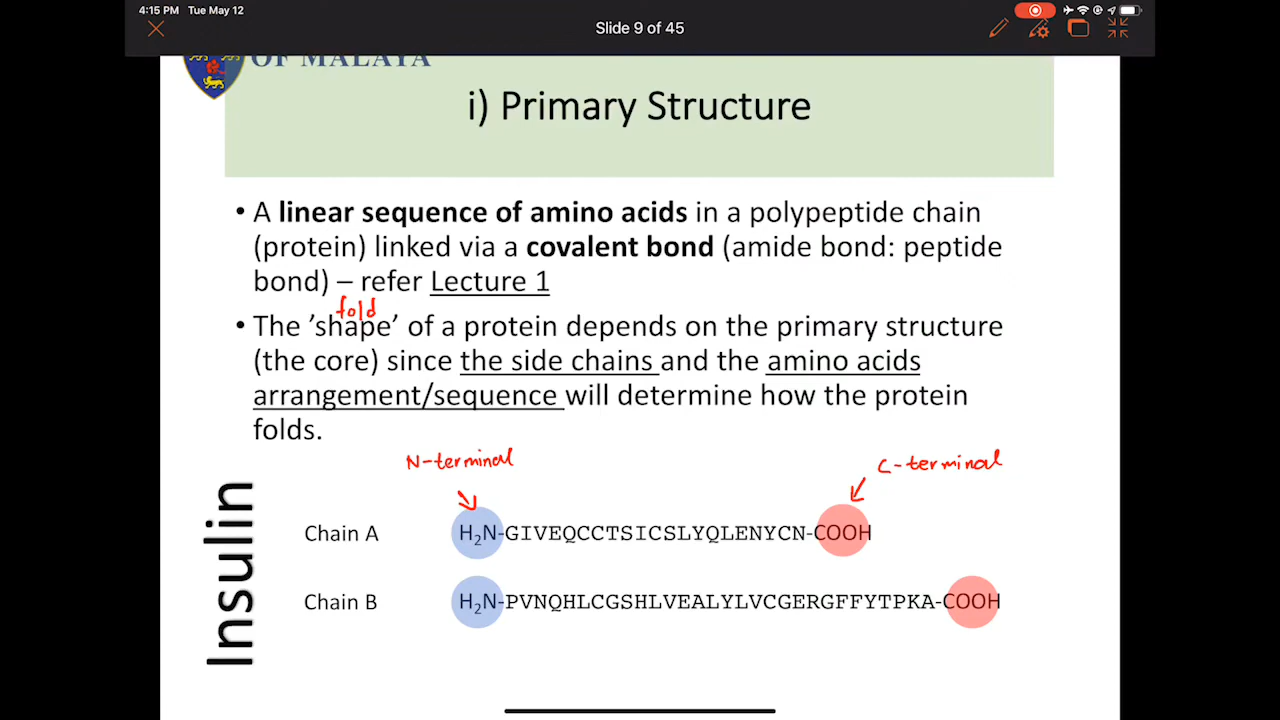 4:15 PM Tue May 12
Slide 9 of 45
OF MALAYA
i) Primary Structure
• A linear sequence of amino acids in a polypeptide chain
(protein) linked via a covalent bond (amide bond: peptide
bond) – refer Lecture 1
fold
• The ’shape’ of a protein depends on the primary structure
(the core) since the side chains and the amino acids
arrangement/sequence will determine how the protein
folds.
N-terminal
C-terminal
Insulin
Chain A H₂N-GIVEQCCTSICSLYQLENYCN-COOH
Chain B H₂N-PVNQHLCGSHLVEALYLVCGERGFFYTPKA-COOH